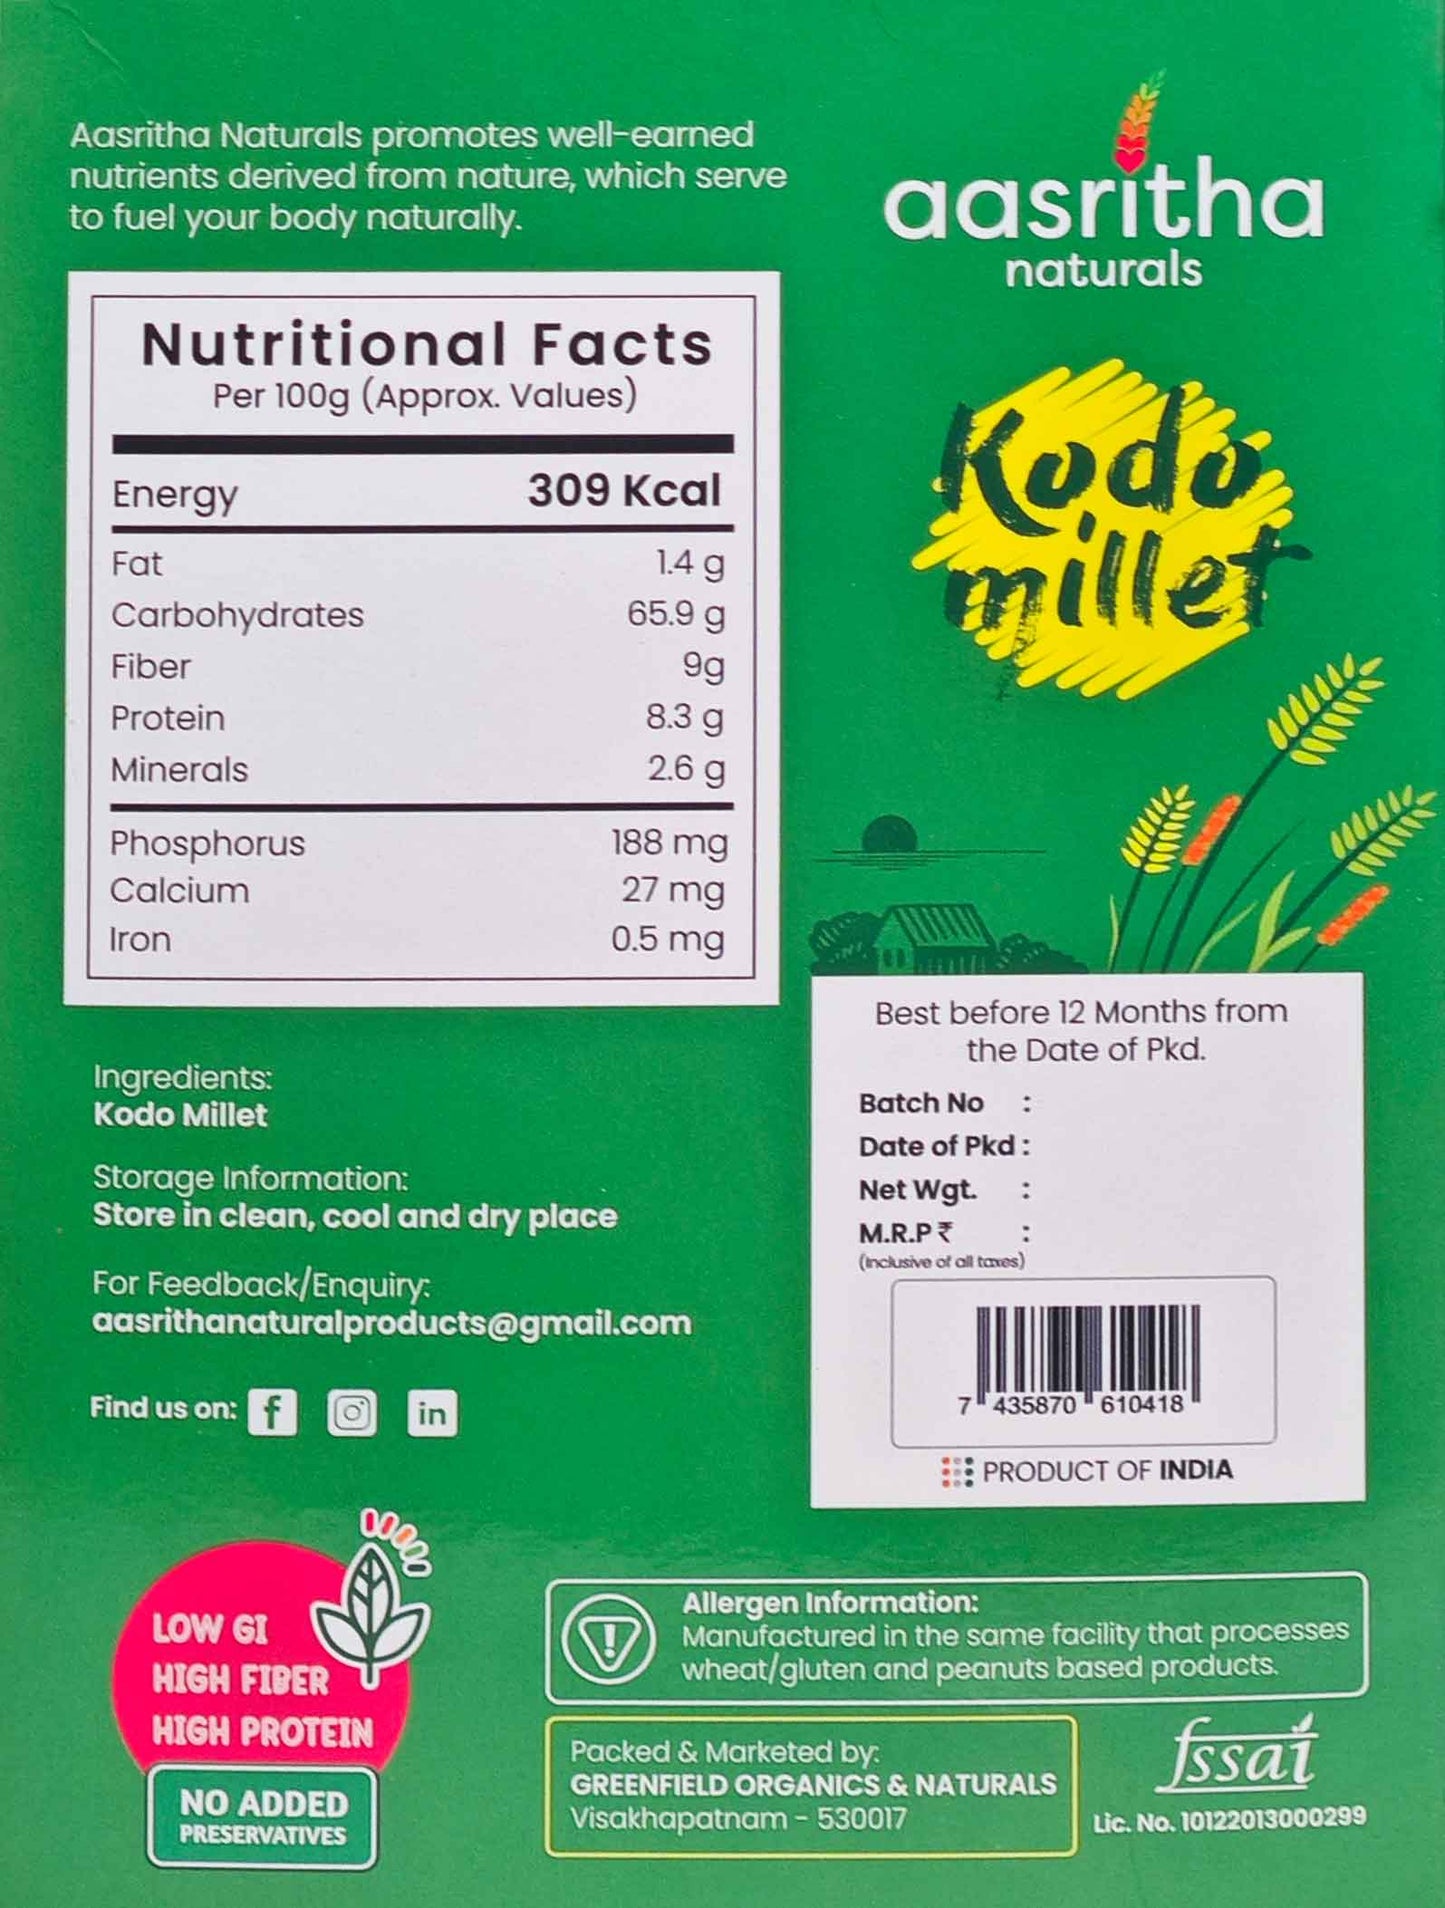 Aasritha Naturals promotes well-earned
nutrients derived from nature, which serve
to fuel your body naturally.
aasritha
naturals
Kodo
millet
Nutritional Facts
Per 100g (Approx. Values)
Energy 309 Kcal
Fat 1.4 g
Carbohydrates 65.9 g
Fiber 9g
Protein 8.3 g
Minerals 2.6 g
Phosphorus 188 mg
Calcium 27 mg
Iron 0.5 mg
Ingredients:
Kodo Millet
Storage Information:
Store in clean, cool and dry place
For Feedback/Enquiry:
aasrithanaturalproducts@gmail.com
Find us on: f in
Best before 12 Months from
the Date of Pkd.
Batch No :
Date of Pkd :
Net Wgt. :
M.R.P ₹ :
(Inclusive of all taxes)
7 435870 610418
PRODUCT OF INDIA
LOW GI
HIGH FIBER
HIGH PROTEIN
NO ADDED
PRESERVATIVES
Allergen Information:
Manufactured in the same facility that processes
wheat/gluten and peanuts based products.
Packed & Marketed by:
GREENFIELD ORGANICS & NATURALS
Visakhapatnam - 530017
fssai
Lic. No. 10122013000299